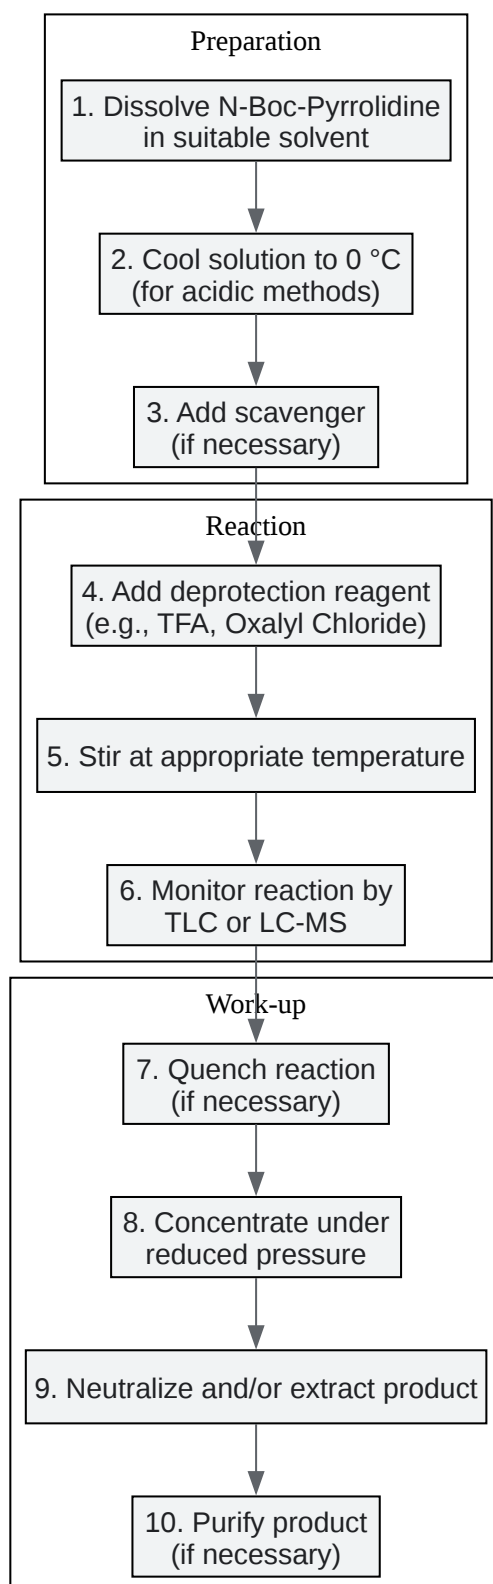 Preparation
1. Dissolve N-Boc-Pyrrolidine
in suitable solvent
2. Cool solution to 0 °C
(for acidic methods)
3. Add scavenger
(if necessary)
Reaction
4. Add deprotection reagent
(e.g., TFA, Oxalyl Chloride)
5. Stir at appropriate temperature
6. Monitor reaction by
TLC or LC-MS
Work-up
7. Quench reaction
(if necessary)
8. Concentrate under
reduced pressure
9. Neutralize and/or extract product
10. Purify product
(if necessary)